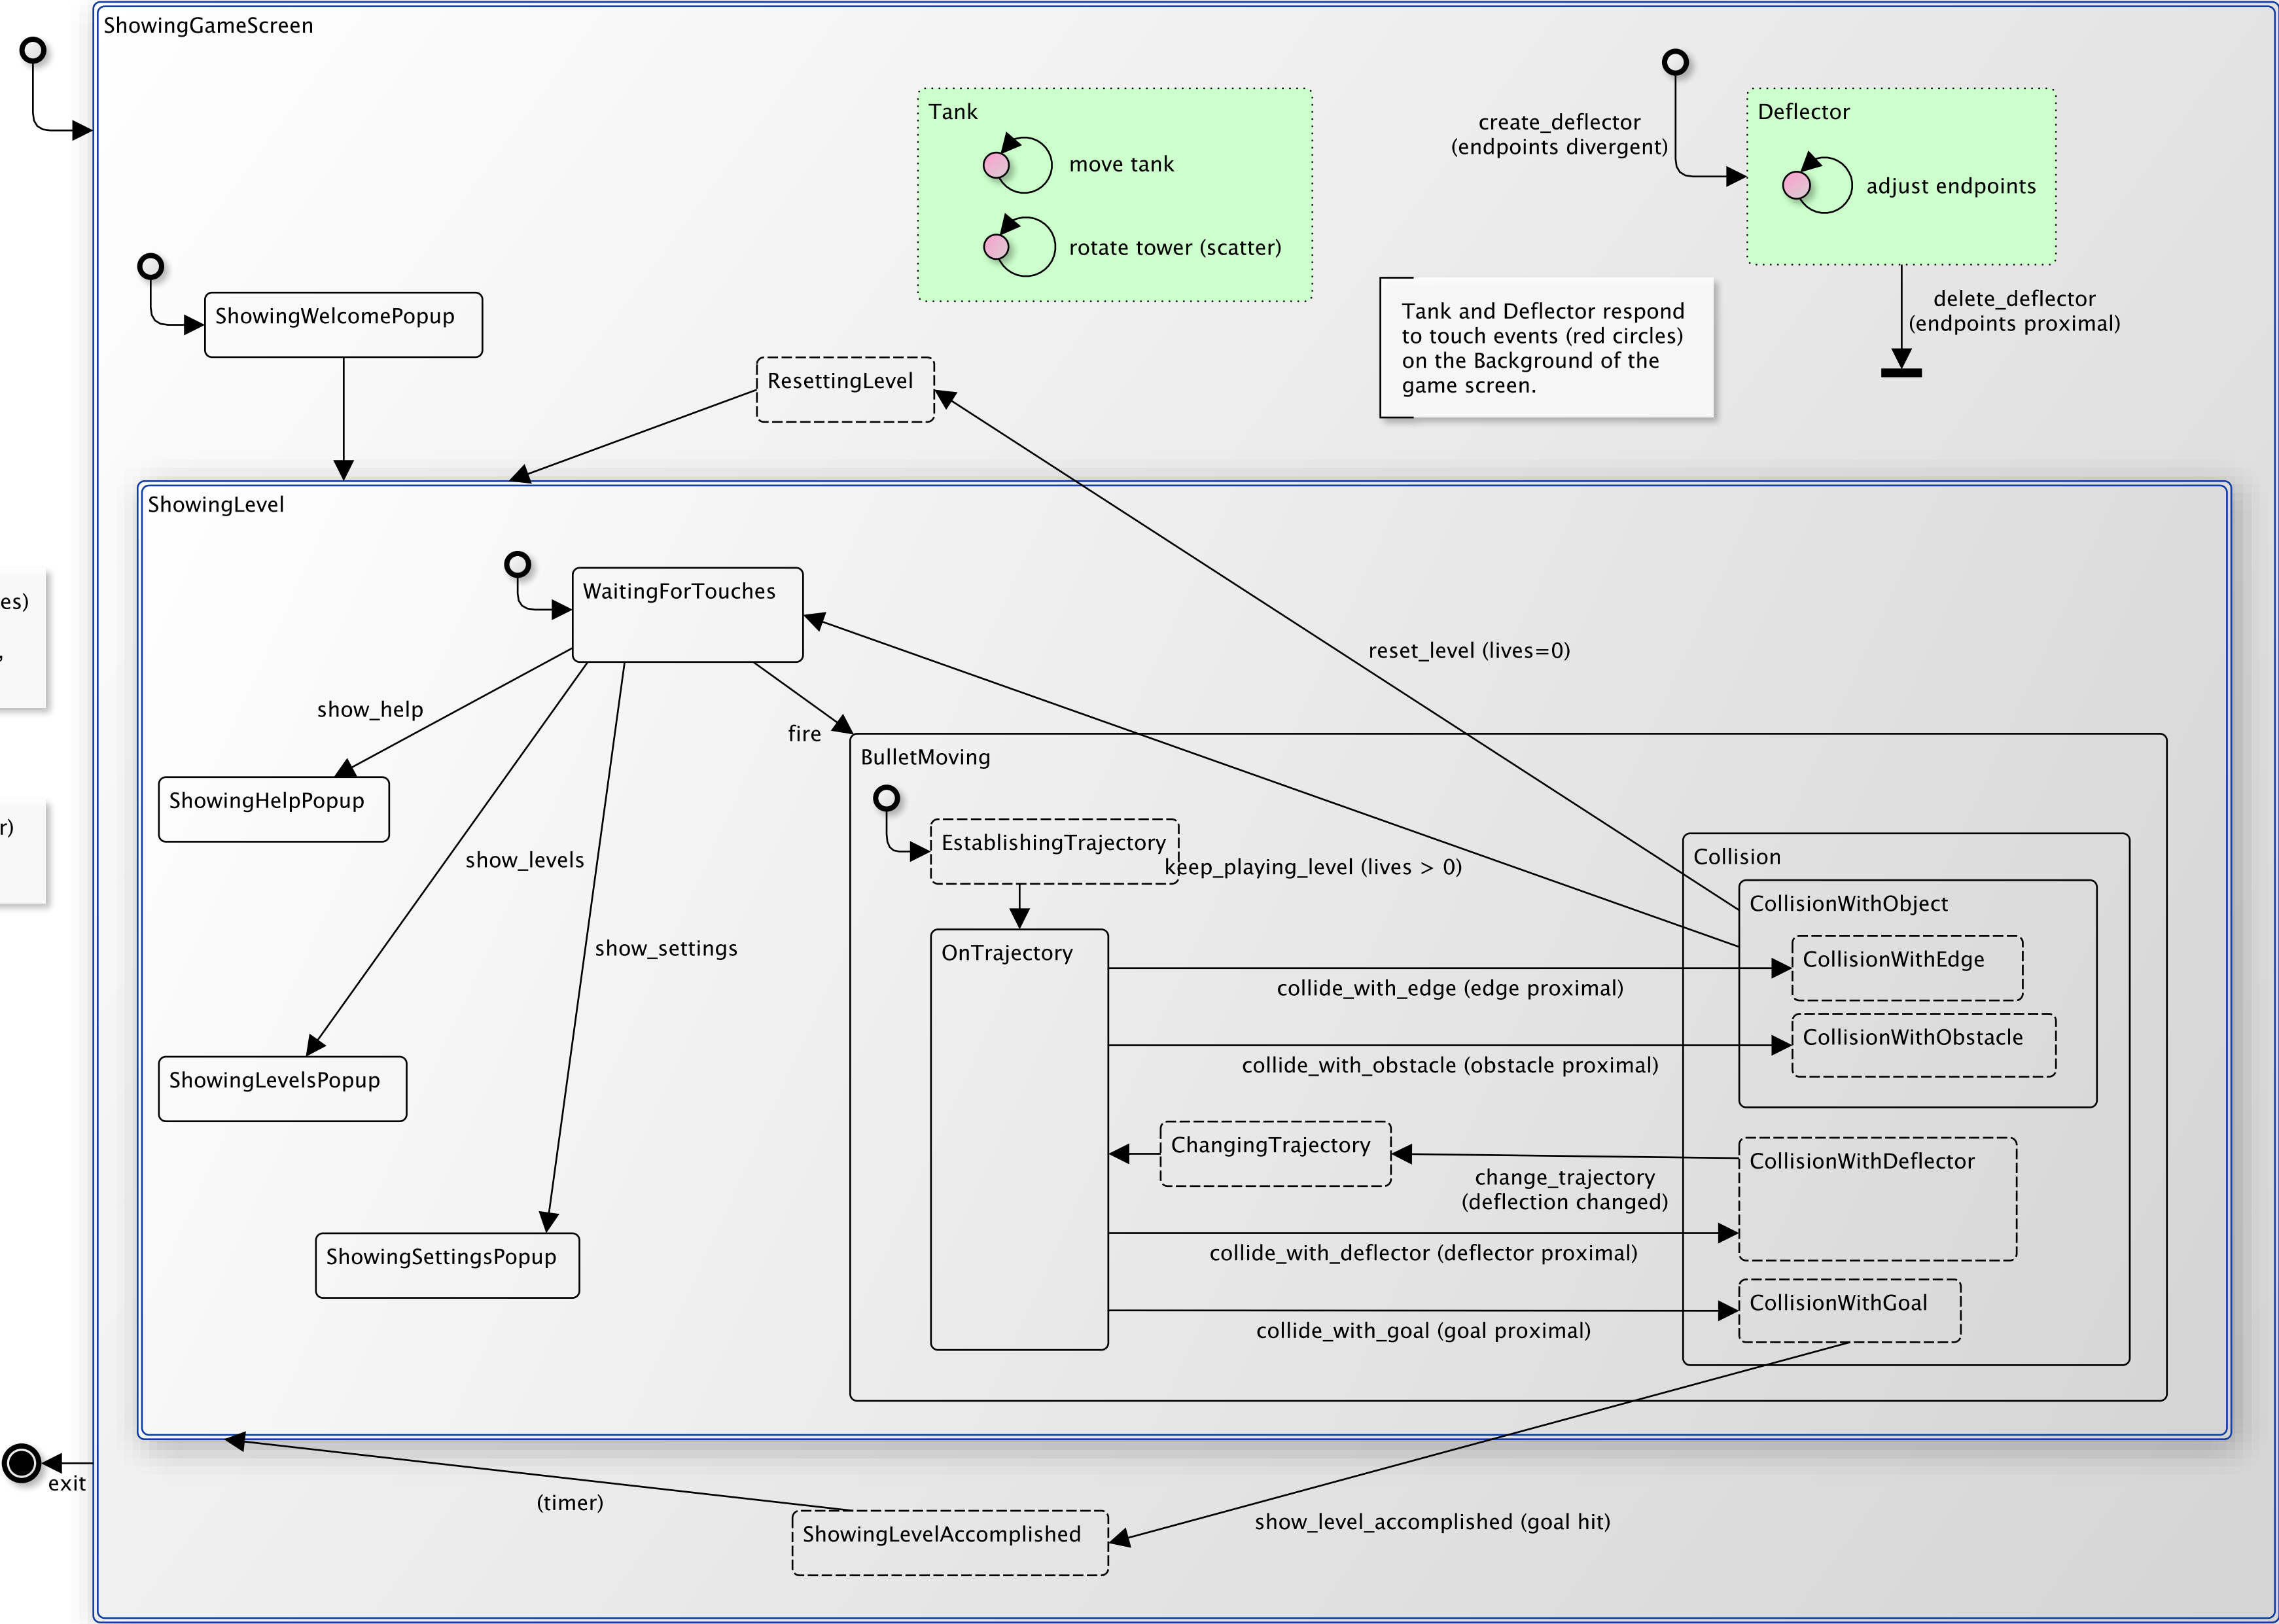 ShowingGameScreen
Tank
move tank
rotate tower (scatter)
create_deflector
(endpoints divergent)
Deflector
adjust endpoints
delete_deflector
(endpoints proximal)
Tank and Deflector respond
to touch events (red circles)
on the Background of the
game screen.
ShowingWelcomePopup
ResettingLevel
ShowingLevel
WaitingForTouches
es)
,
r)
reset_level (lives=0)
show_help
fire
BulletMoving
ShowingHelpPopup
show_levels
show_settings
EstablishingTrajectory
keep_playing_level (lives > 0)
Collision
CollisionWithObject
OnTrajectory
CollisionWithEdge
collide_with_edge (edge proximal)
CollisionWithObstacle
collide_with_obstacle (obstacle proximal)
ShowingLevelsPopup
ChangingTrajectory
CollisionWithDeflector
change_trajectory
(deflection changed)
collide_with_deflector (deflector proximal)
ShowingSettingsPopup
CollisionWithGoal
collide_with_goal (goal proximal)
exit
(timer)
ShowingLevelAccomplished
show_level_accomplished (goal hit)